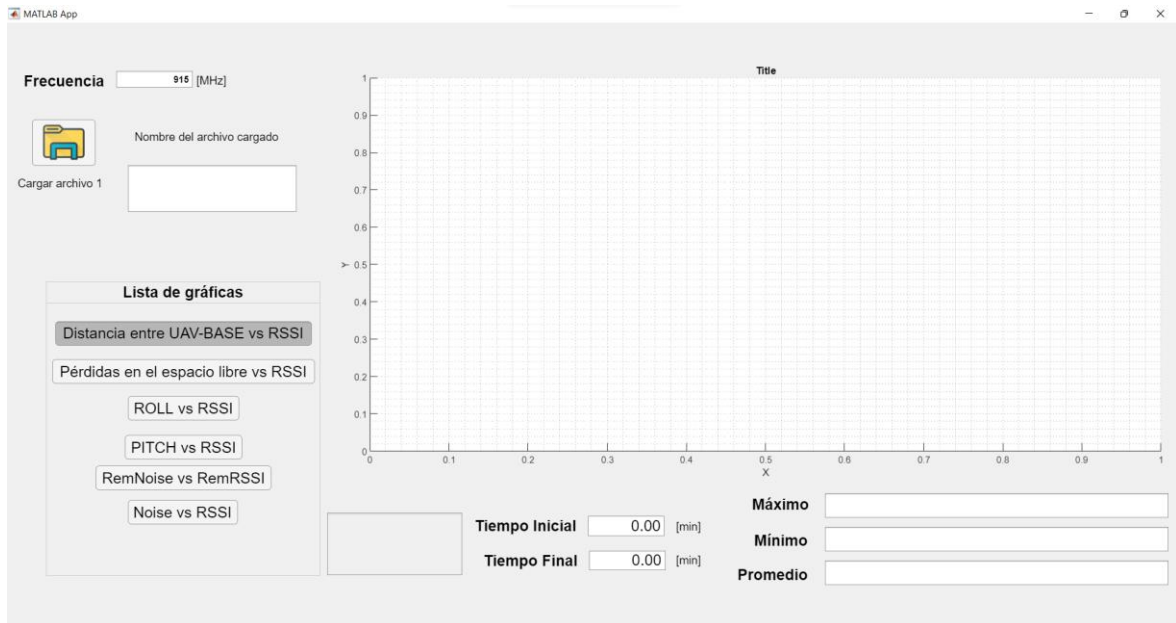 MATLAB App
Frecuencia 915 [MHz]
Nombre del archivo cargado
Cargar archivo 1
Lista de gráficas
Distancia entre UAV-BASE vs RSSI
Pérdidas en el espacio libre vs RSSI
ROLL vs RSSI
PITCH vs RSSI
RemNoise vs RemRSSI
Noise vs RSSI
Title
1
0.9
0.8
0.7
0.6
Y 0.5
0.4
0.3
0.2
0.1
0
0 0.1 0.2 0.3 0.4 0.5 0.6 0.7 0.8 0.9 1
X
Tiempo Inicial 0.00 [min]
Tiempo Final 0.00 [min]
Máximo
Mínimo
Promedio